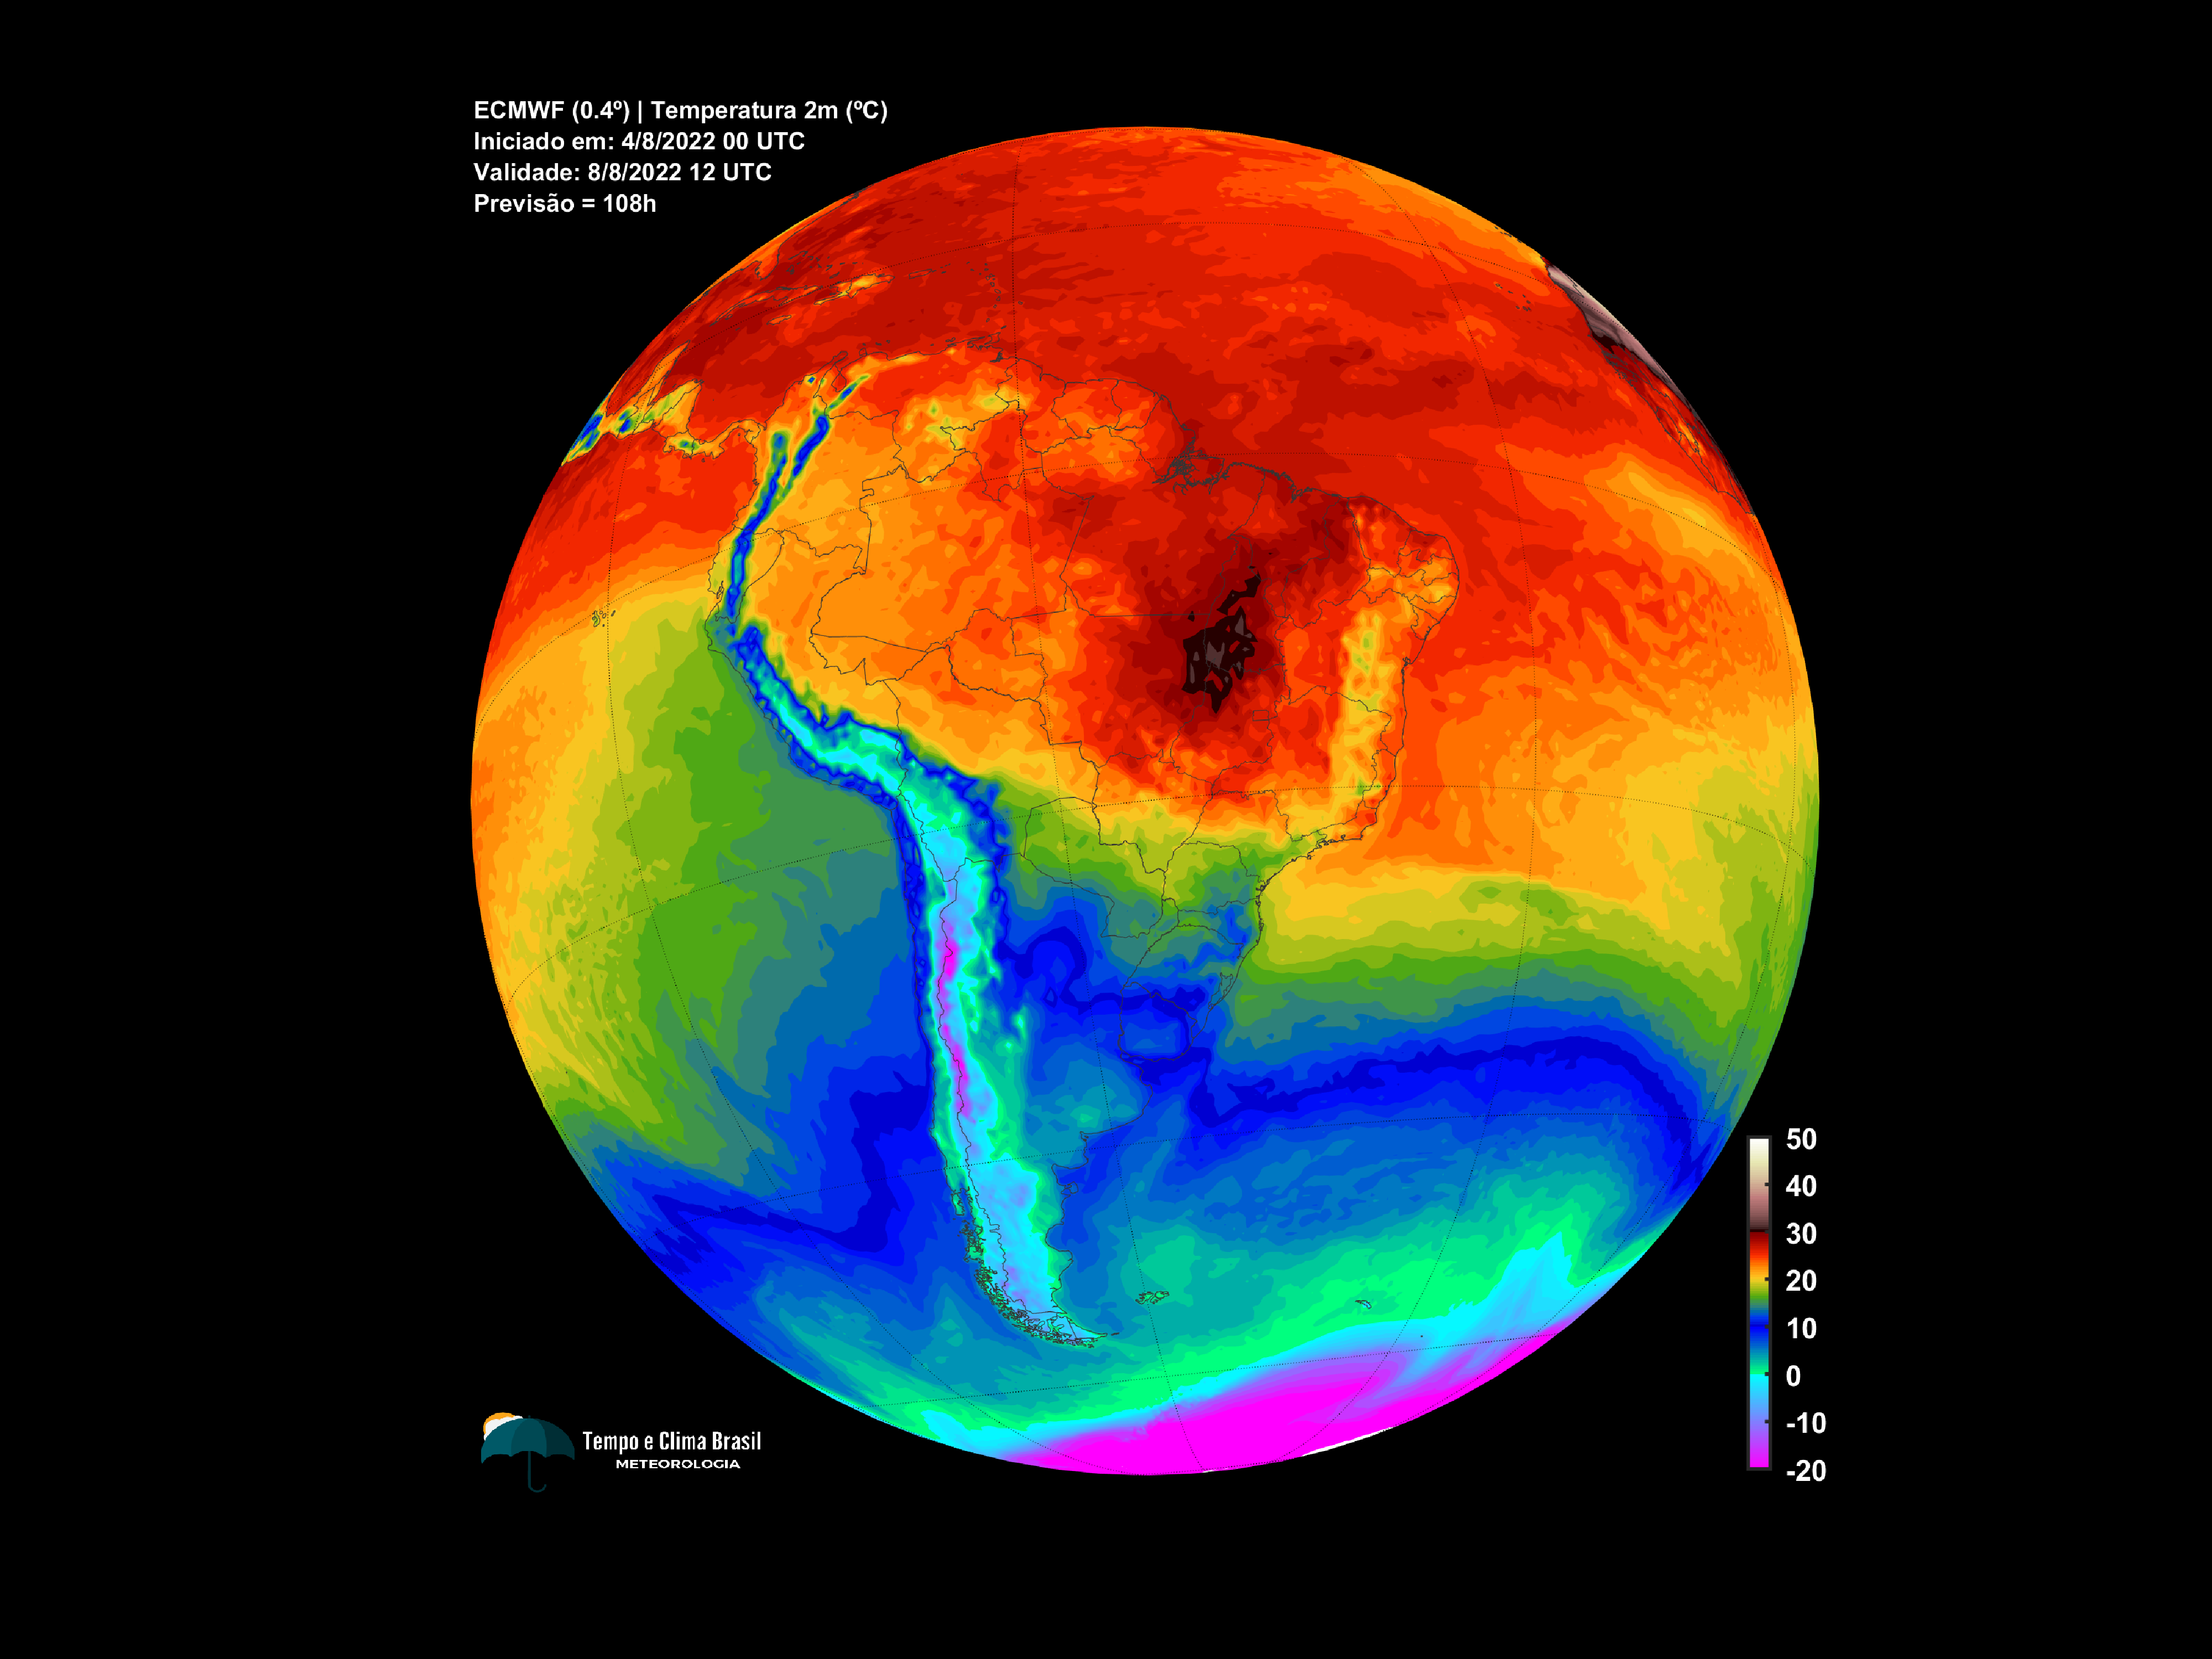 ECMWF (0.4º) | Temperatura 2m (ºC)
Iniciado em: 4/8/2022 00 UTC
Validade: 8/8/2022 12 UTC
Previsão = 108h
50
40
30
20
10
0
-10
-20
Tempo e Clima Brasil
METEOROLOGIA